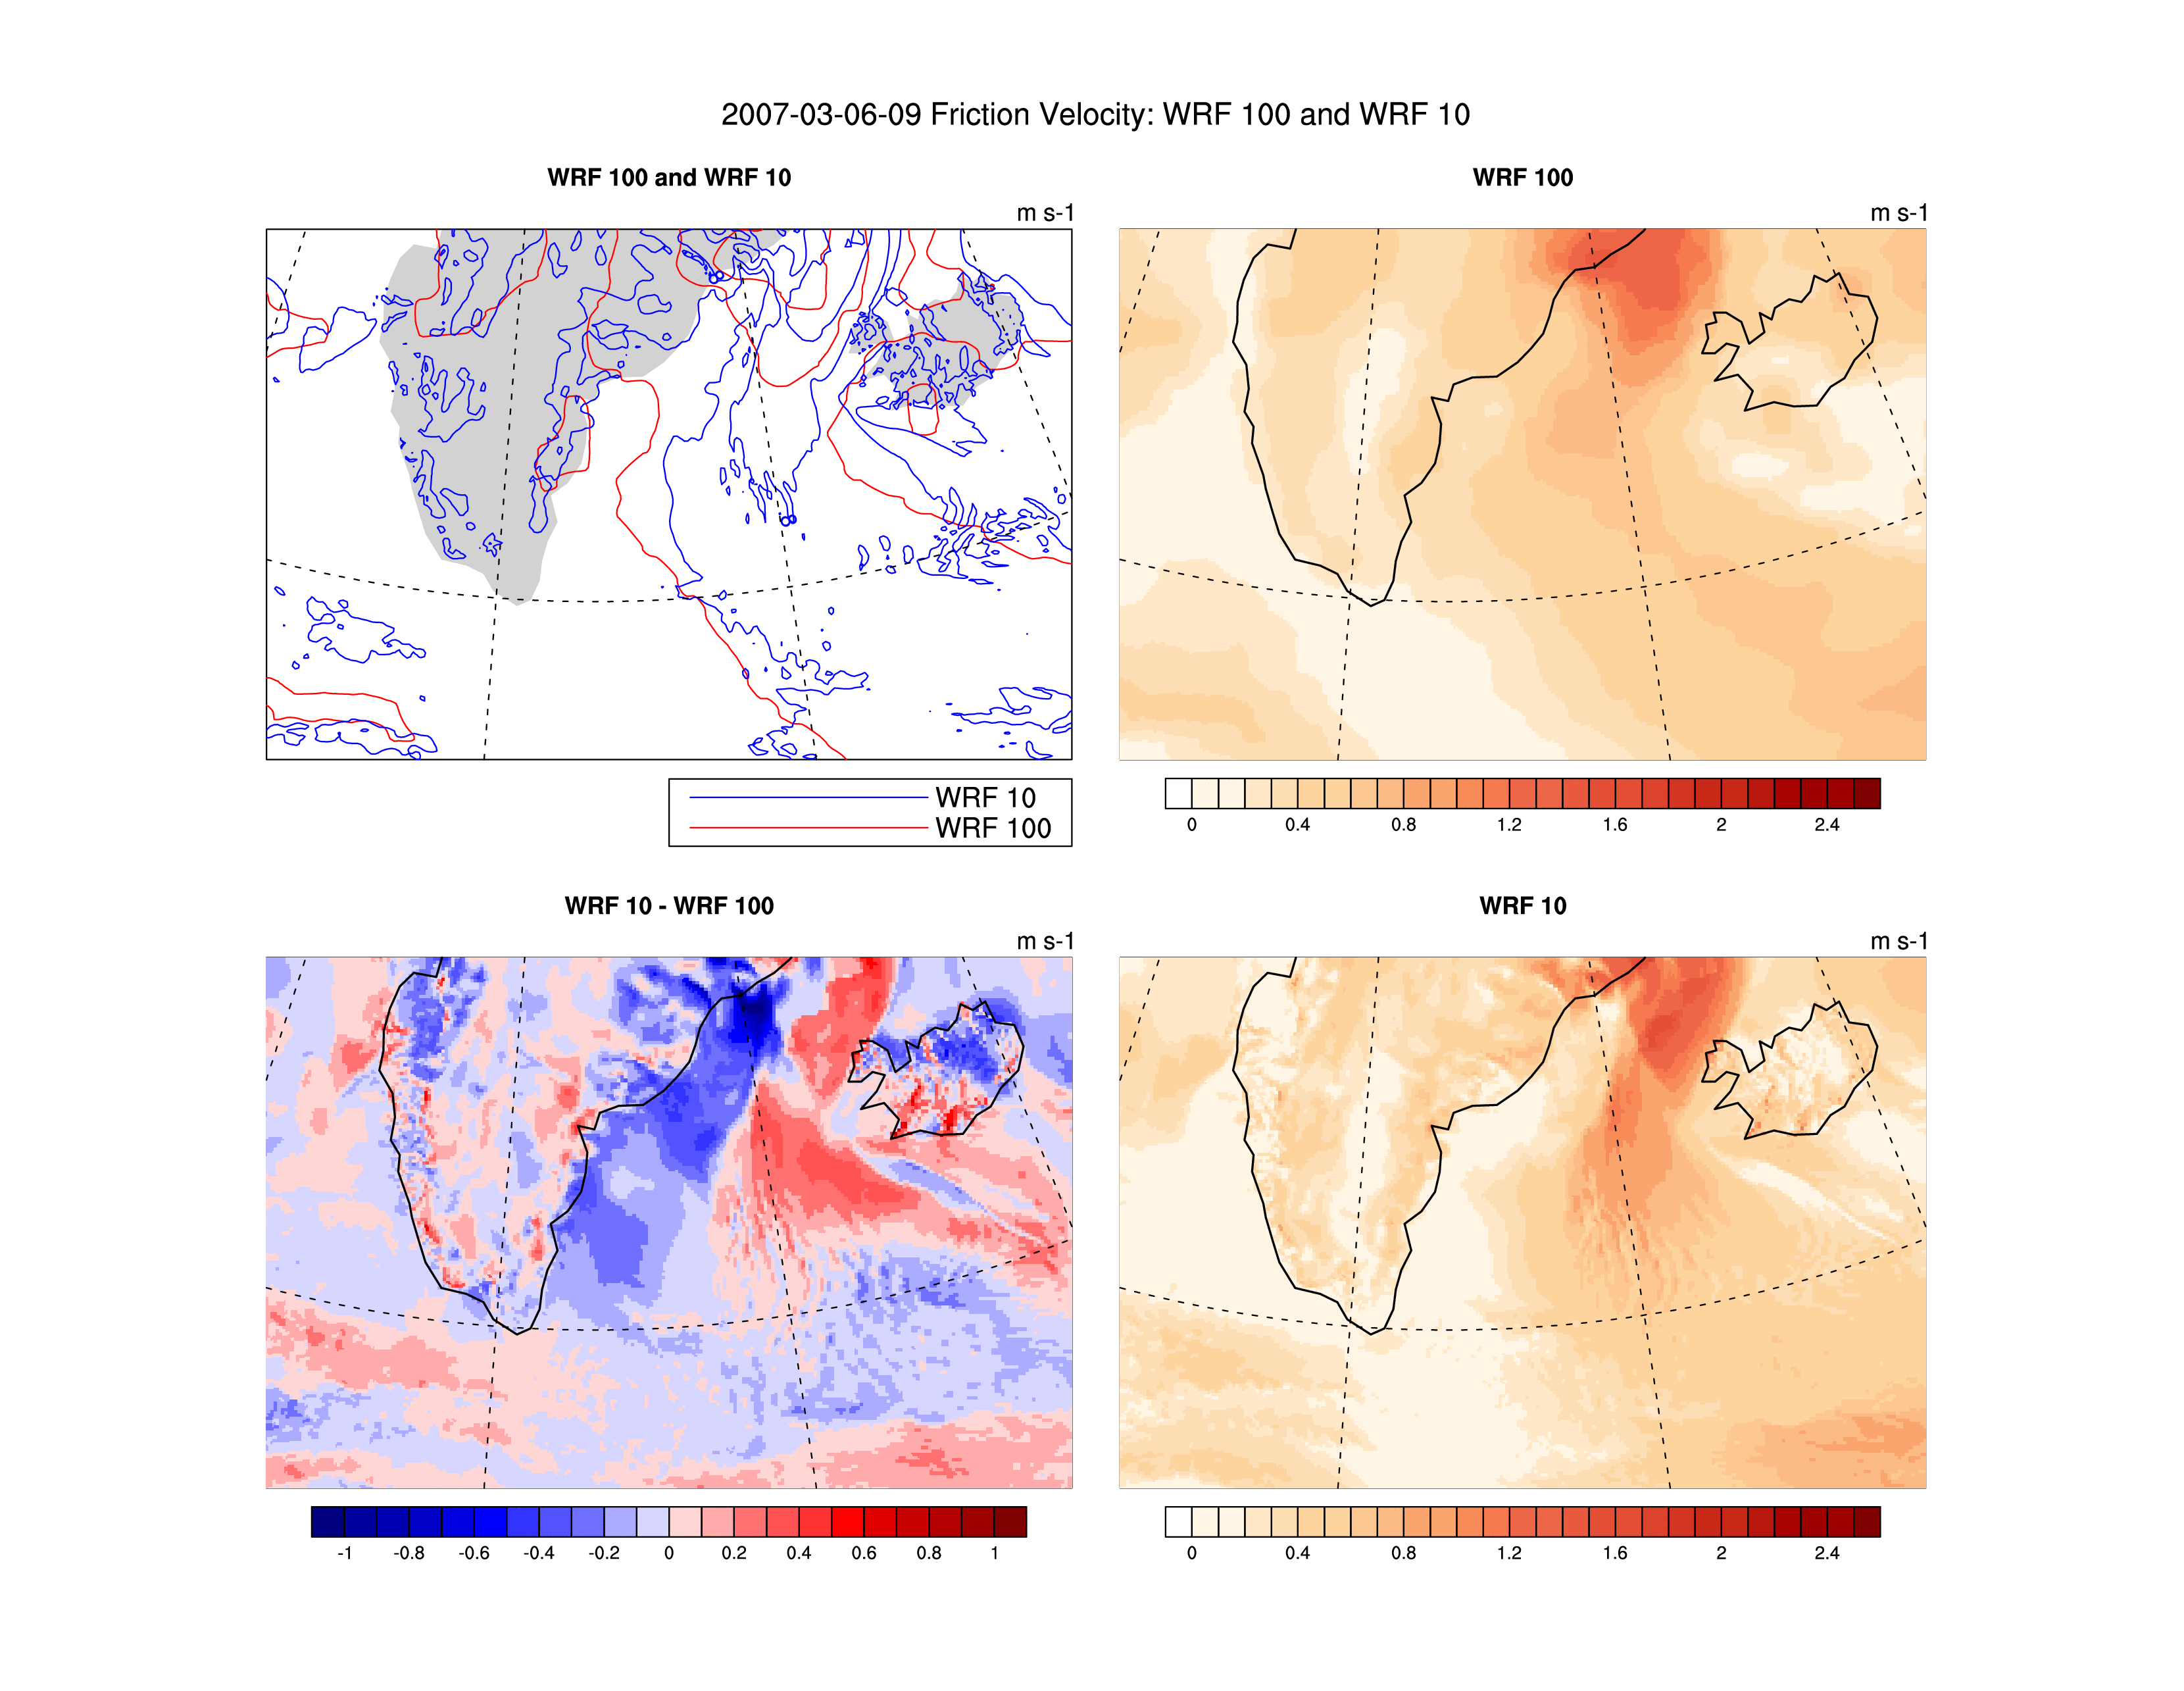 2007-03-06-09 Friction Velocity: WRF 100 and WRF 10
WRF 100 and WRF 10
m s-1
WRF 10
WRF 100
WRF 100
m s-1
0 0.4 0.8 1.2 1.6 2 2.4
WRF 10 - WRF 100
m s-1
-1 -0.8 -0.6 -0.4 -0.2 0 0.2 0.4 0.6 0.8 1
WRF 10
m s-1
0 0.4 0.8 1.2 1.6 2 2.4